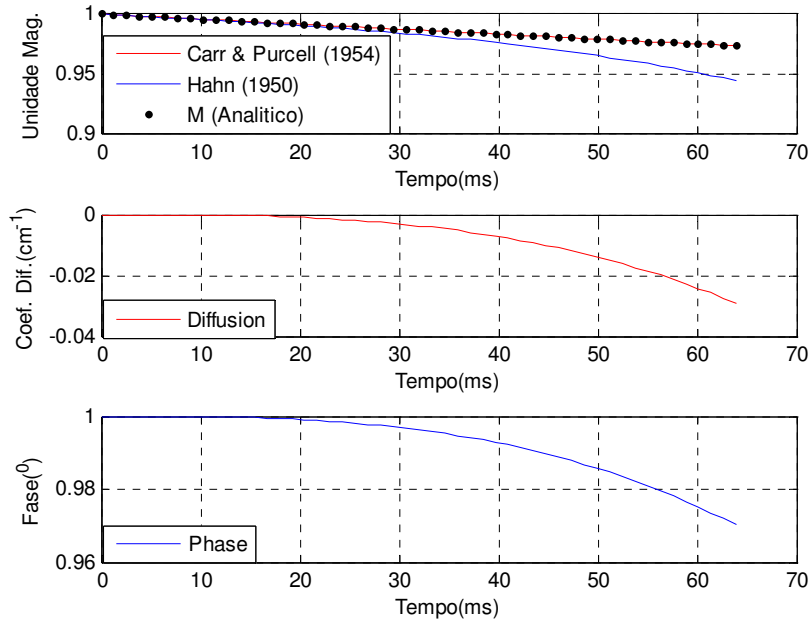 1
0.95
0.9
Unidade Mag.
Carr & Purcell (1954)
Hahn (1950)
M (Analitico)
0 10 20 30 40 50 60 70
Tempo(ms)
0
-0.02
-0.04
Coef. Dif.(cm⁻¹)
Diffusion
0 10 20 30 40 50 60 70
Tempo(ms)
1
0.98
0.96
Fase(⁰)
Phase
0 10 20 30 40 50 60 70
Tempo(ms)